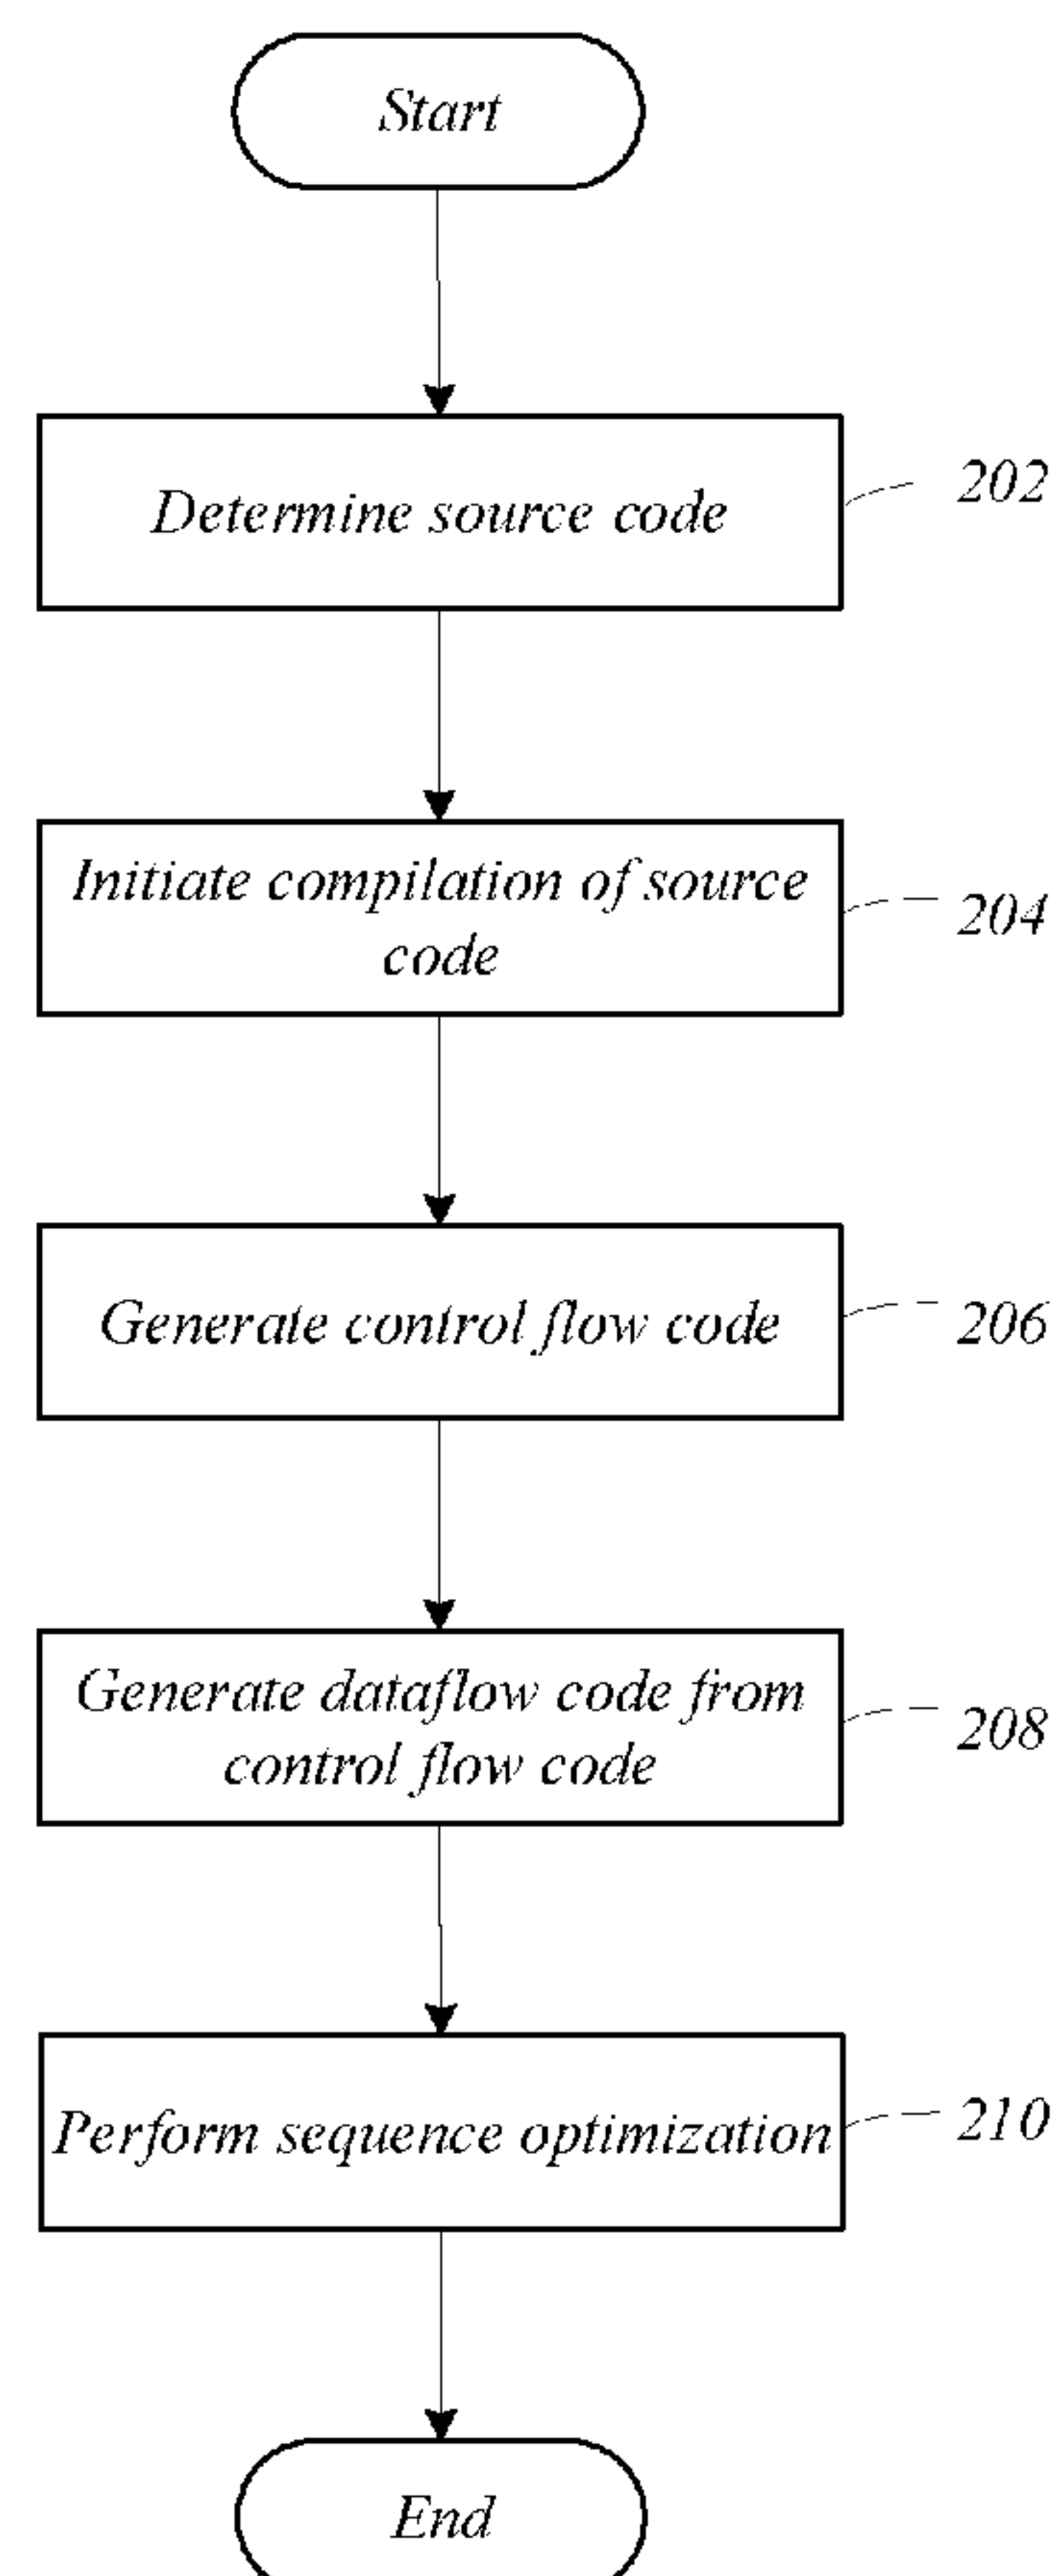 Start
Determine source code
202
Initiate compilation of source
code
204
Generate control flow code
206
Generate dataflow code from
control flow code
208
Perform sequence optimization
210
End